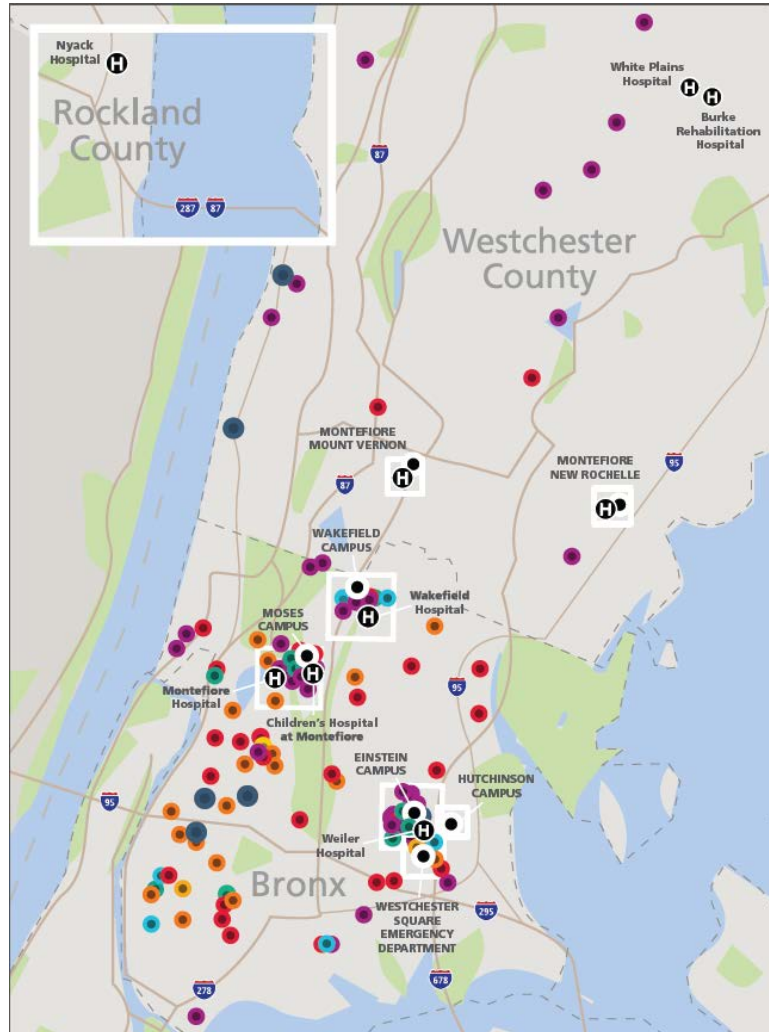 Nyack
Hospital
Rockland
County
287
87
87
White Plains
Hospital
Burke
Rehabilitation
Hospital
Westchester
County
MONTEFIORE
MOUNT VERNON
87
MONTEFIORE
NEW ROCHELLE
95
WAKEFIELD
CAMPUS
Wakefield
Hospital
MOSES
CAMPUS
Montefiore
Hospital
Children's Hospital
at Montefiore
95
EINSTEIN
CAMPUS
HUTCHINSON
CAMPUS
95
Weiler
Hospital
Bronx
WESTCHESTER
SQUARE
EMERGENCY
DEPARTMENT
295
278
678
H
H
H
H
H
H
H
H
H